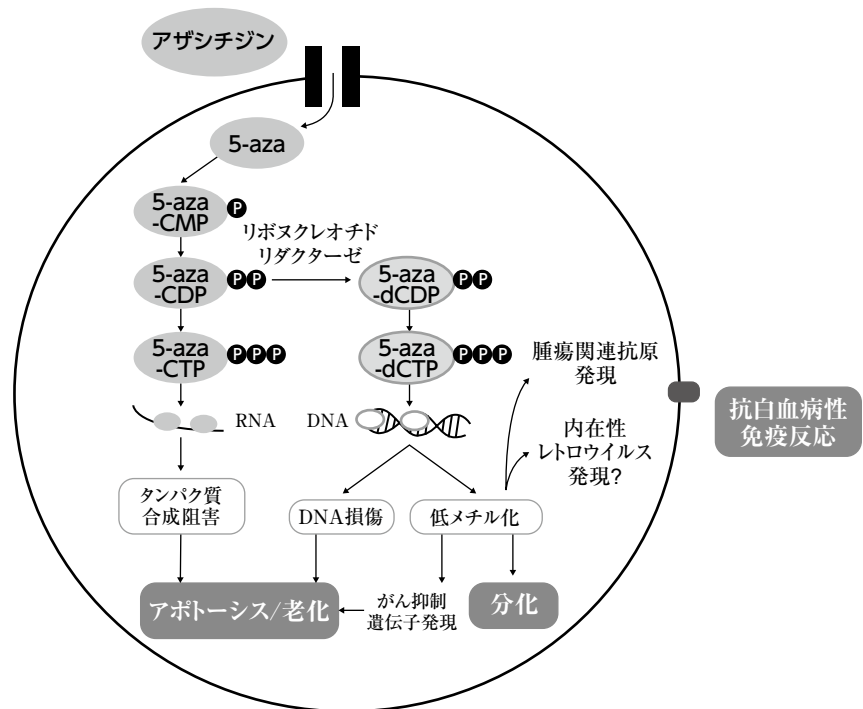 アザシチジン
5-aza
5-aza
-CMP
P
リボヌクレオチド
リダクターゼ
5-aza
-CDP
PP
5-aza
-dCDP
PP
5-aza
-CTP
PPP
5-aza
-dCTP
PPP
腫瘍関連抗原
発現
抗白血病性
免疫反応
RNA
DNA
内在性
レトロウイルス
発現?
タンパク質
合成阻害
DNA損傷
低メチル化
アポトーシス/老化
がん抑制
遺伝子発現
分化